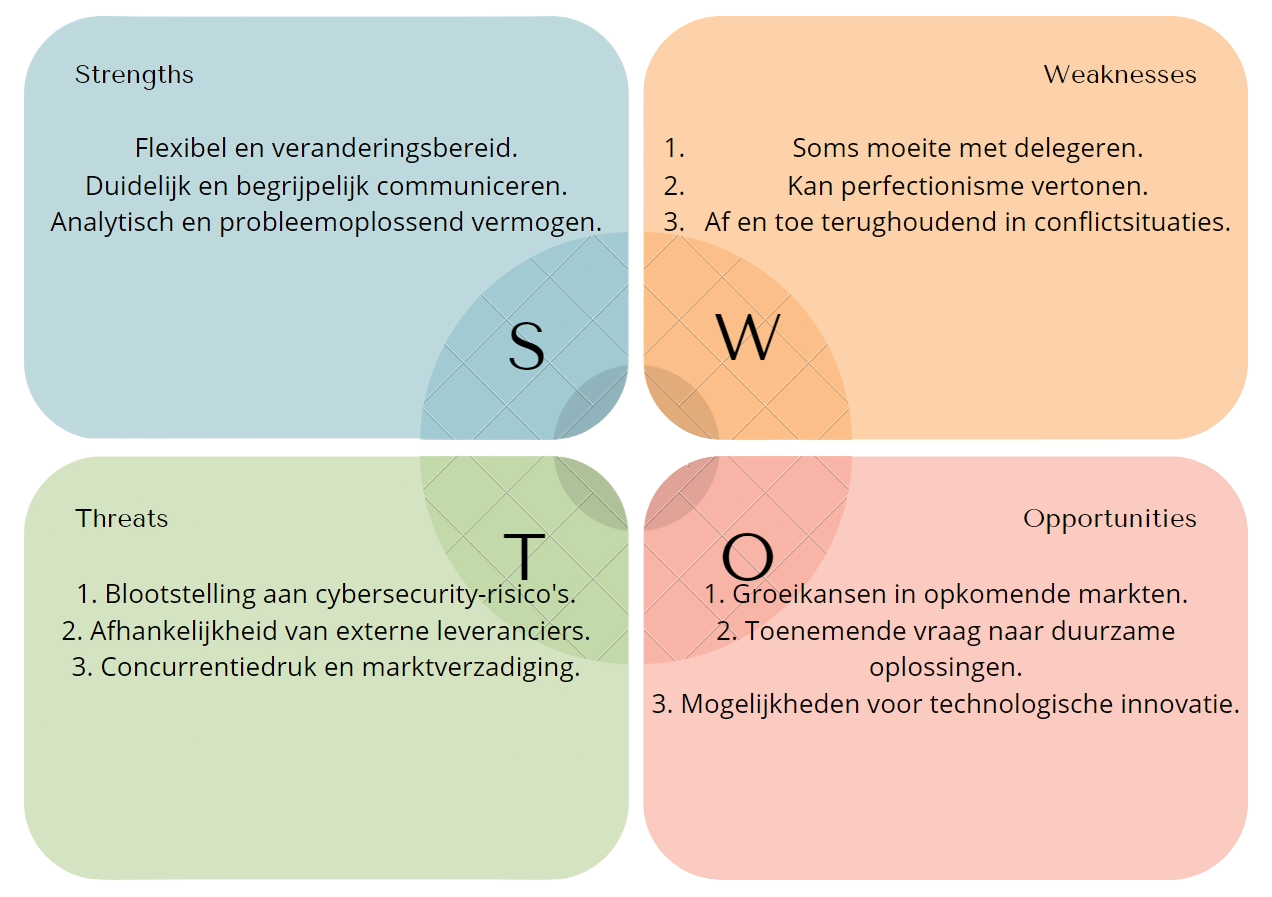 Strengths
Flexibel en veranderingsbereid.
Duidelijk en begrijpelijk communiceren.
Analytisch en probleemoplossend vermogen.
S
Weaknesses
1. Soms moeite met delegeren.
2. Kan perfectionisme vertonen.
3. Af en toe terughoudend in conflictsituaties.
W
Threats
T
1. Blootstelling aan cybersecurity-risico's.
2. Afhankelijkheid van externe leveranciers.
3. Concurrentiedruk en marktverzadiging.
Opportunities
O
1. Groeikansen in opkomende markten.
2. Toenemende vraag naar duurzame
oplossingen.
3. Mogelijkheden voor technologische innovatie.